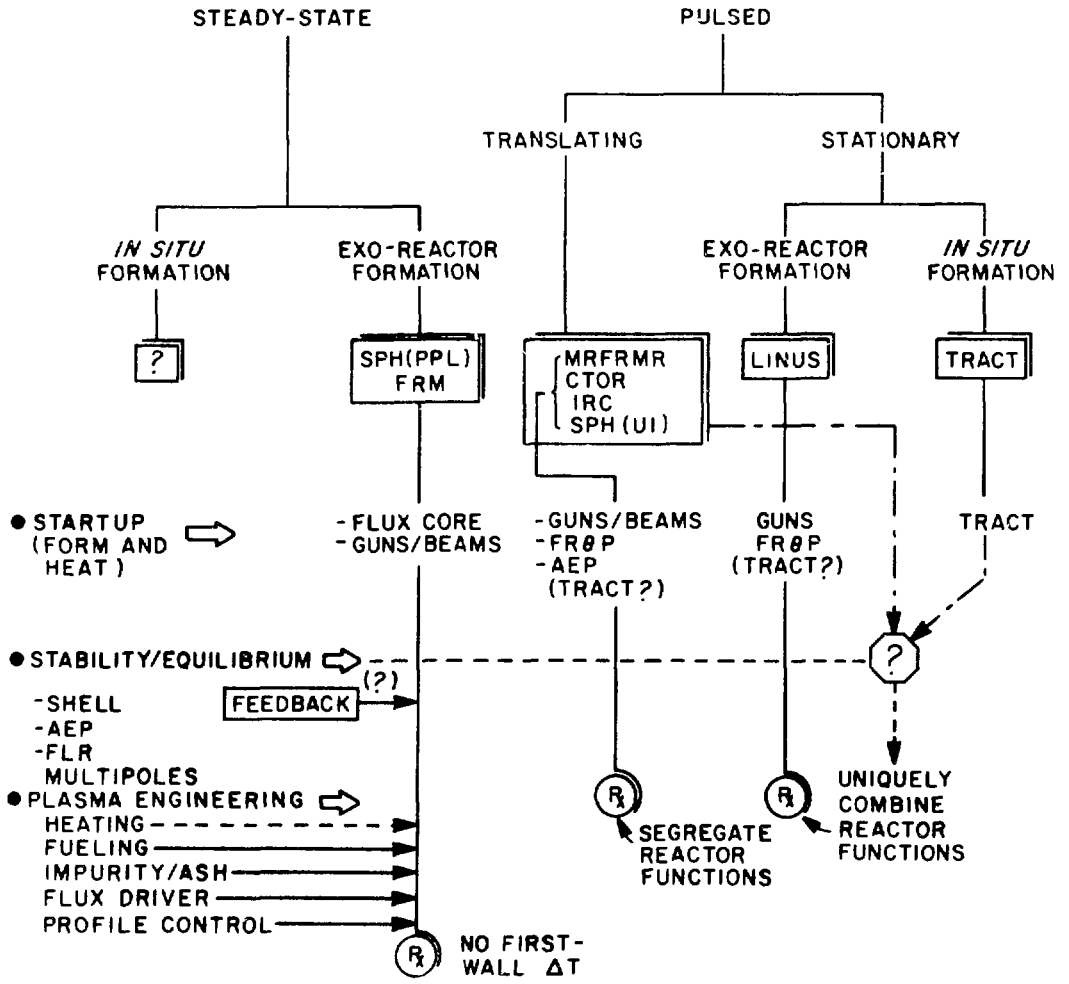 STEADY-STATE
PULSED
TRANSLATING
STATIONARY
IN SITU
FORMATION
EXO-REACTOR
FORMATION
EXO-REACTOR
FORMATION
IN SITU
FORMATION
?
SPH(PPL)
FRM
MRFRMR
CTOR
IRC
SPH(UI)
LINUS
TRACT
● STARTUP
(FORM AND
HEAT)
-FLUX CORE
-GUNS/BEAMS
-GUNS/BEAMS
-FRθP
-AEP
(TRACT?)
GUNS
FRθP
(TRACT?)
TRACT
● STABILITY/EQUILIBRIUM
?
(?)
-SHELL
-AEP
-FLR
MULTIPOLES
FEEDBACK
● PLASMA ENGINEERING
HEATING
FUELING
IMPURITY/ASH
FLUX DRIVER
PROFILE CONTROL
℞
SEGREGATE
REACTOR
FUNCTIONS
℞
UNIQUELY
COMBINE
REACTOR
FUNCTIONS
℞
NO FIRST-
WALL ΔT